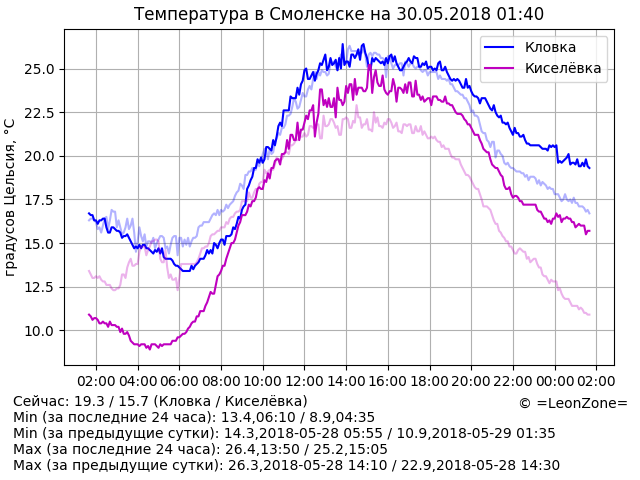 Температура в Смоленске на 30.05.2018 01:40
Кловка
Киселёвка
градусов Цельсия, °C
25.0
22.5
20.0
17.5
15.0
12.5
10.0
02:00 04:00 06:00 08:00 10:00 12:00 14:00 16:00 18:00 20:00 22:00 00:00 02:00
Сейчас: 19.3 / 15.7 (Кловка / Киселёвка)
© =LeonZone=
Min (за последние 24 часа): 13.4,06:10 / 8.9,04:35
Min (за предыдущие сутки): 14.3,2018-05-28 05:55 / 10.9,2018-05-29 01:35
Max (за последние 24 часа): 26.4,13:50 / 25.2,15:05
Max (за предыдущие сутки): 26.3,2018-05-28 14:10 / 22.9,2018-05-28 14:30